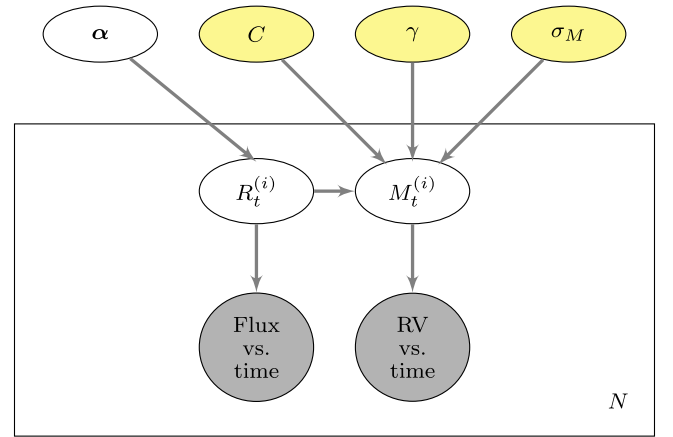 α
C
γ
σ_M
R_t^{(i)}
M_t^{(i)}
Flux
vs.
time
RV
vs.
time
N